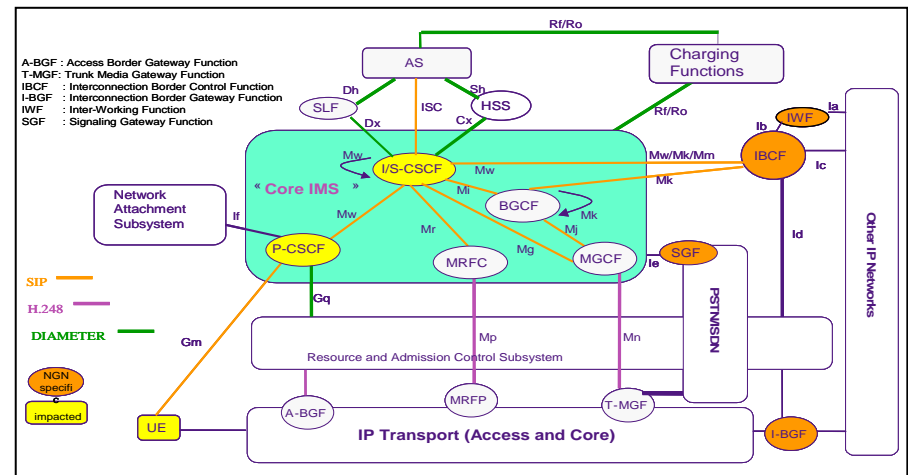 Rf/Ro
A-BGF : Access Border Gateway Function
T-MGF: Trunk Media Gateway Function
IBCF : Interconnection Border Control Function
I-BGF : Interconnection Border Gateway Function
IWF : Inter-Working Function
SGF : Signaling Gateway Function
AS
Charging
Functions
Dh
Sh
ISC
SLF
HSS
Rf/Ro
Dx
Cx
Ia
IWF
Ib
IBCF
Ic
Mw
I/S-CSCF
Mw
Mw/Mk/Mm
Mk
« Core IMS »
Mi
BGCF
Mk
Network
Attachment
Subsystem
If
Mw
Mr
Mj
Mg
P-CSCF
MRFC
MGCF
Ie
SGF
Id
Other IP Networks
PSTN/ISDN
SIP
H.248
DIAMETER
Gq
Gm
Mp
Mn
Resource and Admission Control Subsystem
NGN
specifi
c
impacted
UE
A-BGF
MRFP
T-MGF
I-BGF
IP Transport (Access and Core)